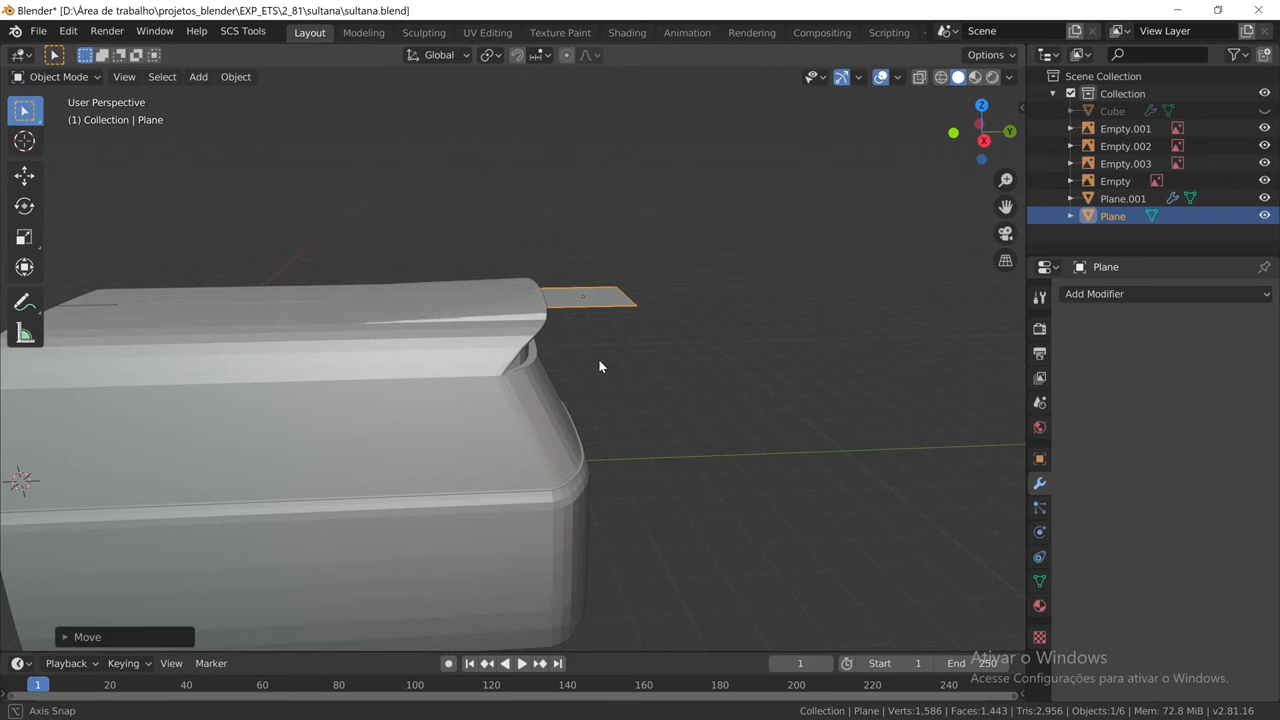 Blender* [D:\Área de trabalho\projetos_blender\EXP_ETS\2_81\sultana\sultana.blend]
File Edit Render Window Help SCS Tools Layout Modeling Sculpting UV Editing Texture Paint Shading Animation Rendering Compositing Scripting Scene View Layer
Global Options
Object Mode View Select Add Object
User Perspective
(1) Collection | Plane
Z
Y
X
Scene Collection
Collection
Cube
Empty.001
Empty.002
Empty.003
Empty
Plane.001
Plane
Plane
Add Modifier
Move
Ativar o Windows
Acesse Configurações para ativar o Windows.
Playback Keying View Marker 1 Start 1 End 250
1 20 40 60 80 100 120 140 160 180 200 220 240
Axis Snap
Collection | Plane | Verts:1,586 | Faces:1,443 | Tris:2,956 | Objects:1/6 | Mem: 72.8 MiB | v2.81.16